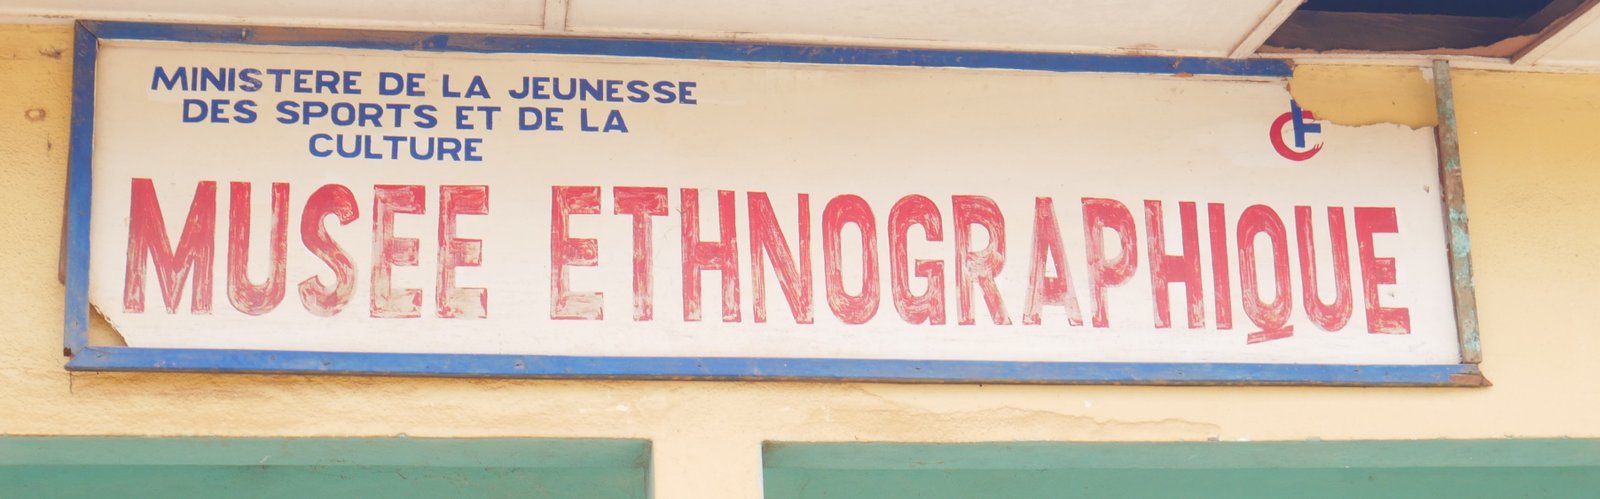 MINISTERE DE LA JEUNESSE
DES SPORTS ET DE LA
CULTURE
MUSEE ETHNOGRAPHIQUE